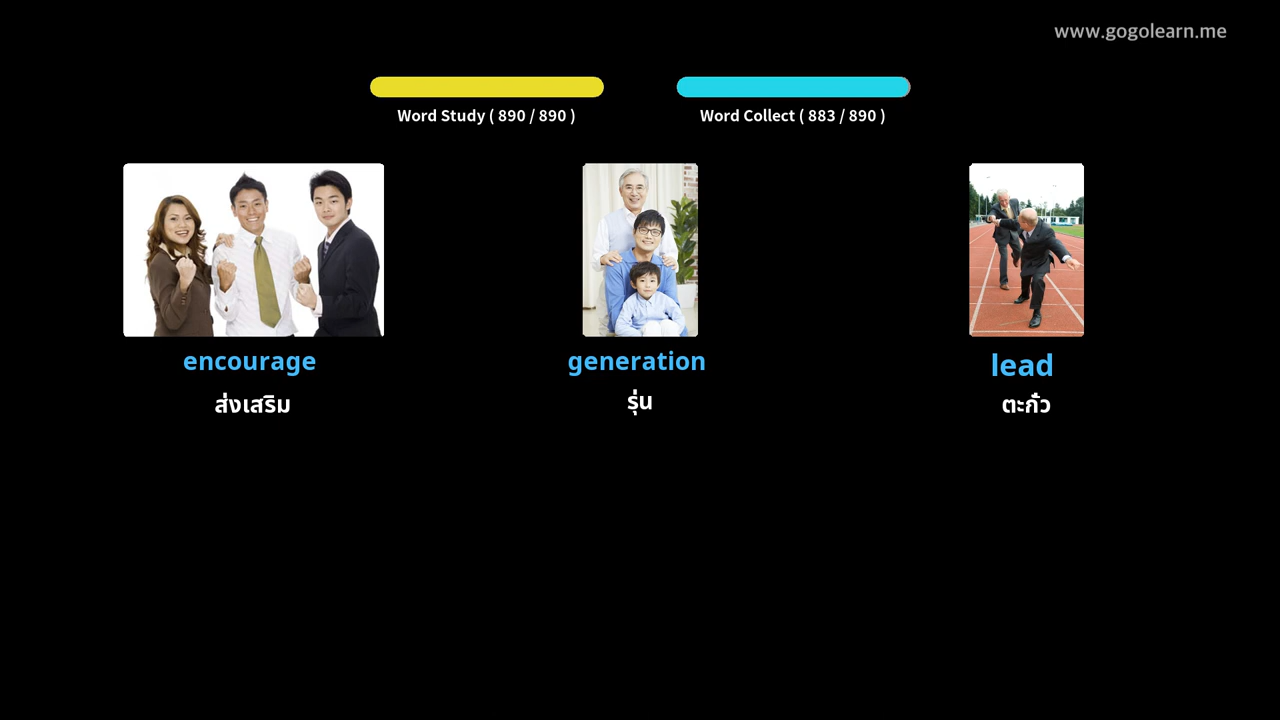 www.gogolearn.me
Word Study ( 890 / 890 )
Word Collect ( 883 / 890 )
encourage
generation
lead
ส่งเสริม
รุ่น
ตะกั๋ว